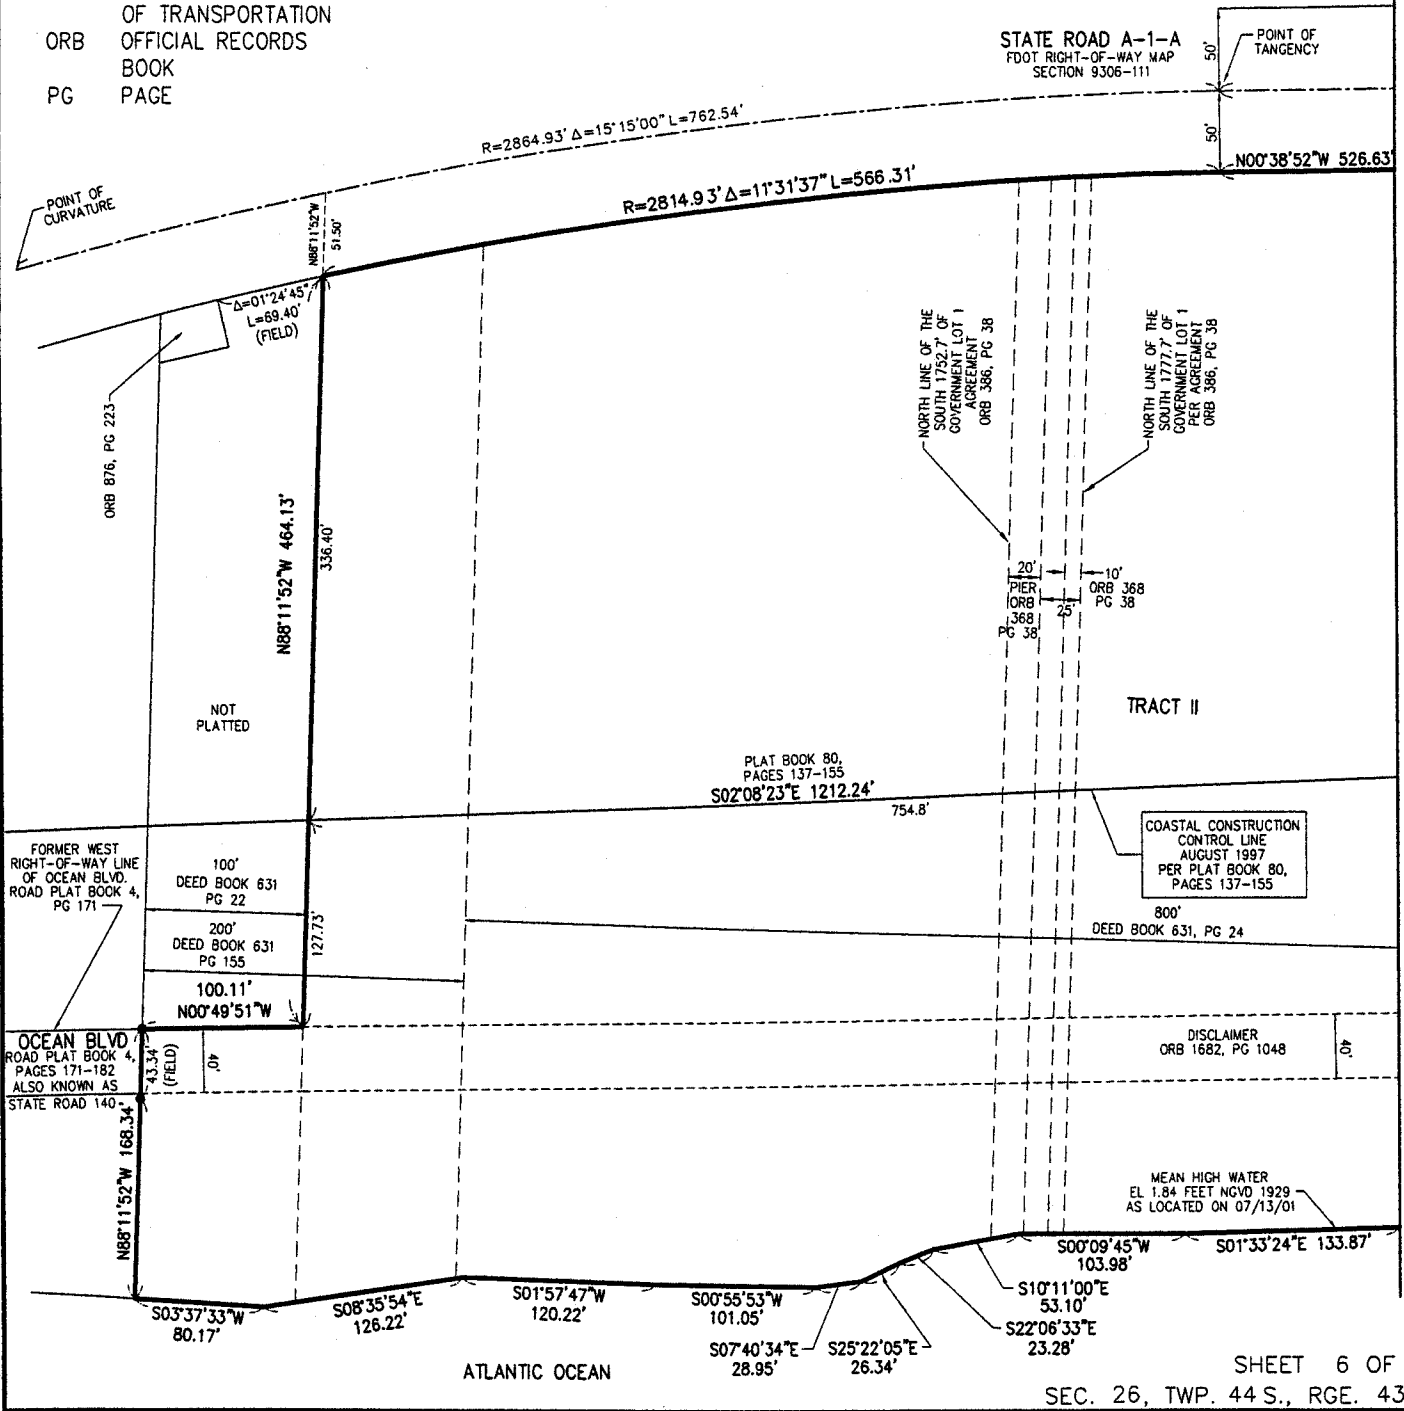 OF TRANSPORTATION
ORB OFFICIAL RECORDS
BOOK
PG PAGE
STATE ROAD A-1-A
FDOT RIGHT-OF-WAY MAP
SECTION 9306-111
50'
POINT OF
TANGENCY
50'
N00°38'52"W 526.63'
R=2864.93' Δ=15°15'00" L=762.54'
R=2814.93' Δ=11°31'37" L=566.31'
POINT OF
CURVATURE
N88°11'52"W
51.50'
Δ=01°24'45"
L=69.40'
(FIELD)
ORB 876, PG 223
N88°11'52"W 464.13'
336.40'
NORTH LINE OF THE
SOUTH 1752.7' OF
GOVERNMENT LOT 1
AGREEMENT
ORB 386, PG 38
NORTH LINE OF THE
SOUTH 1777.7' OF
GOVERNMENT LOT 1
PER AGREEMENT
ORB 386, PG 38
20'
PIER
ORB
368
PG 38
25'
10'
ORB 368
PG 38
NOT
PLATTED
TRACT II
PLAT BOOK 80,
PAGES 137-155
S02°08'23"E 1212.24'
754.8'
COASTAL CONSTRUCTION
CONTROL LINE
AUGUST 1997
PER PLAT BOOK 80,
PAGES 137-155
FORMER WEST
RIGHT-OF-WAY LINE
OF OCEAN BLVD.
ROAD PLAT BOOK 4,
PG 171
100'
DEED BOOK 631
PG 22
200'
DEED BOOK 631
PG 155
127.73'
800'
DEED BOOK 631, PG 24
100.11'
N00°49'51"W
OCEAN BLVD
ROAD PLAT BOOK 4,
PAGES 171-182
ALSO KNOWN AS
STATE ROAD 140
43.34'
(FIELD)
40'
DISCLAIMER
ORB 1682, PG 1048
40'
N88°11'52"W 168.34'
MEAN HIGH WATER
EL 1.84 FEET NGVD 1929
AS LOCATED ON 07/13/01
S03°37'33"W
80.17'
S08°35'54"E
126.22'
S01°57'47"W
120.22'
S00°55'53"W
101.05'
S07°40'34"E
28.95'
S25°22'05"E
26.34'
S22°06'33"E
23.28'
S10°11'00"E
53.10'
S00°09'45"W
103.98'
S01°33'24"E 133.87'
ATLANTIC OCEAN
SHEET 6 OF
SEC. 26, TWP. 44 S., RGE. 43